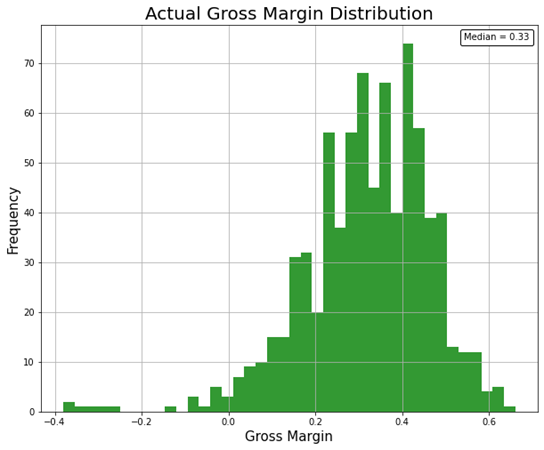 Actual Gross Margin Distribution
Median = 0.33
70
60
50
40
30
20
10
0
Frequency
−0.4 −0.2 0.0 0.2 0.4 0.6
Gross Margin